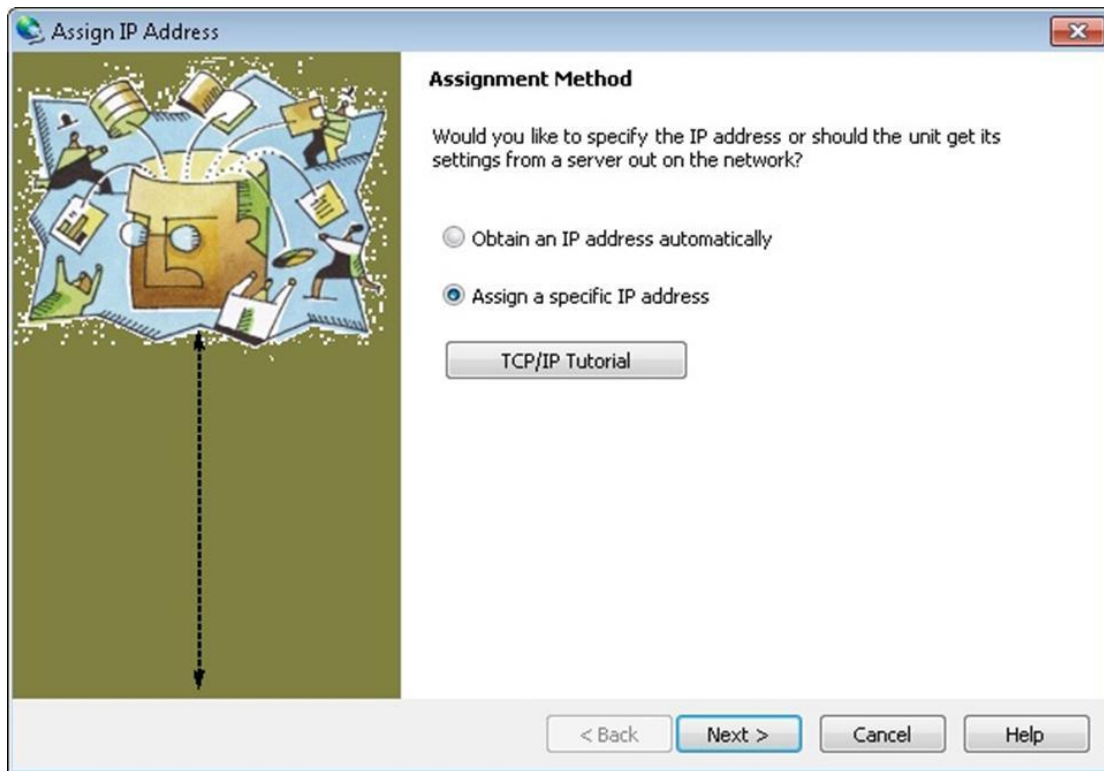 Assign IP Address
Assignment Method
Would you like to specify the IP address or should the unit get its
settings from a server out on the network?
Obtain an IP address automatically
Assign a specific IP address
TCP/IP Tutorial
< Back
Next >
Cancel
Help